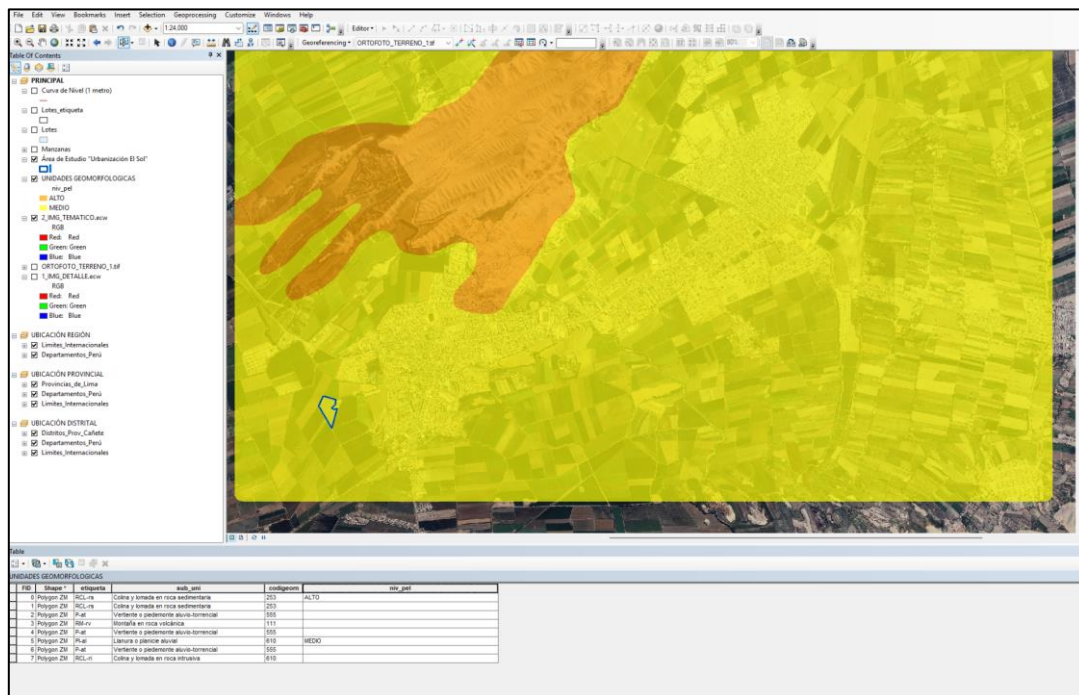 File Edit View Bookmarks Insert Selection Geoprocessing Customize Windows Help
1:24,000 Editor
Georeferencing ORTOFOTO_TERRENO_1.tif 80%
Table Of Contents
PRINCIPAL
Curva de Nivel (1 metro)
Lotes_etiqueta
Lotes
Manzanas
Área de Estudio "Urbanización El Sol"
UNIDADES GEOMORFOLOGICAS
niv_pel
ALTO
MEDIO
2_IMG_TEMATICO.ecw
RGB
Red: Red
Green: Green
Blue: Blue
ORTOFOTO_TERRENO_1.tif
1_IMG_DETALLE.ecw
RGB
Red: Red
Green: Green
Blue: Blue
UBICACIÓN REGIÓN
Limites_Internacionales
Departamentos_Perú
UBICACIÓN PROVINCIAL
Provincias_de_Lima
Departamentos_Perú
Limites_Internacionales
UBICACIÓN DISTRITAL
Distritos_Prov_Cañete
Departamentos_Perú
Limites_Internacionales
Table
UNIDADES GEOMORFOLOGICAS
FID Shape * etiqueta sub_uni codigeom niv_pel
0 Polygon ZM RCL-rs Colina y lomada en roca sedimentaria 253 ALTO
1 Polygon ZM RCL-rs Colina y lomada en roca sedimentaria 253
2 Polygon ZM P-at Vertiente o piedemonte aluvio-torrencial 555
3 Polygon ZM RM-rv Montaña en roca volcánica 111
4 Polygon ZM P-at Vertiente o piedemonte aluvio-torrencial 555
5 Polygon ZM Pl-al Llanura o planicie aluvial 610 MEDIO
6 Polygon ZM P-at Vertiente o piedemonte aluvio-torrencial 555
7 Polygon ZM RCL-ri Colina y lomada en roca intrusiva 610